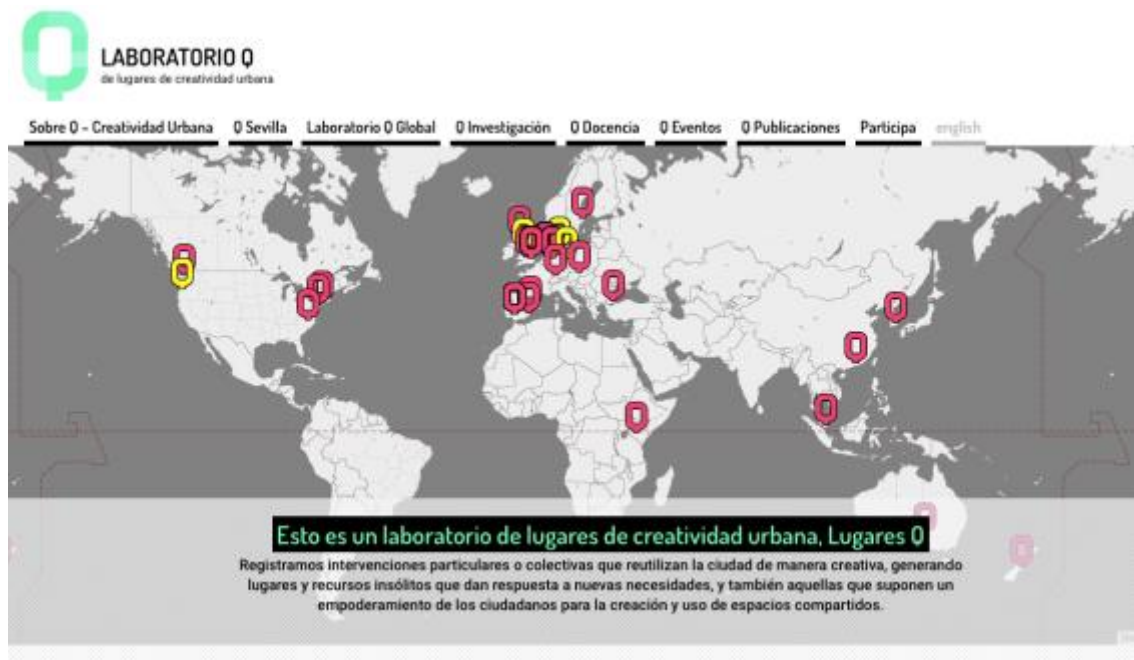 LABORATORIO Q
de lugares de creatividad urbana
Sobre Q – Creatividad Urbana Q Sevilla Laboratorio Q Global Q Investigación Q Docencia Q Eventos Q Publicaciones Participa english
Esto es un laboratorio de lugares de creatividad urbana, Lugares Q
Registramos intervenciones particulares o colectivas que reutilizan la ciudad de manera creativa, generando
lugares y recursos insólitos que dan respuesta a nuevas necesidades, y también aquellas que suponen un
empoderamiento de los ciudadanos para la creación y uso de espacios compartidos.